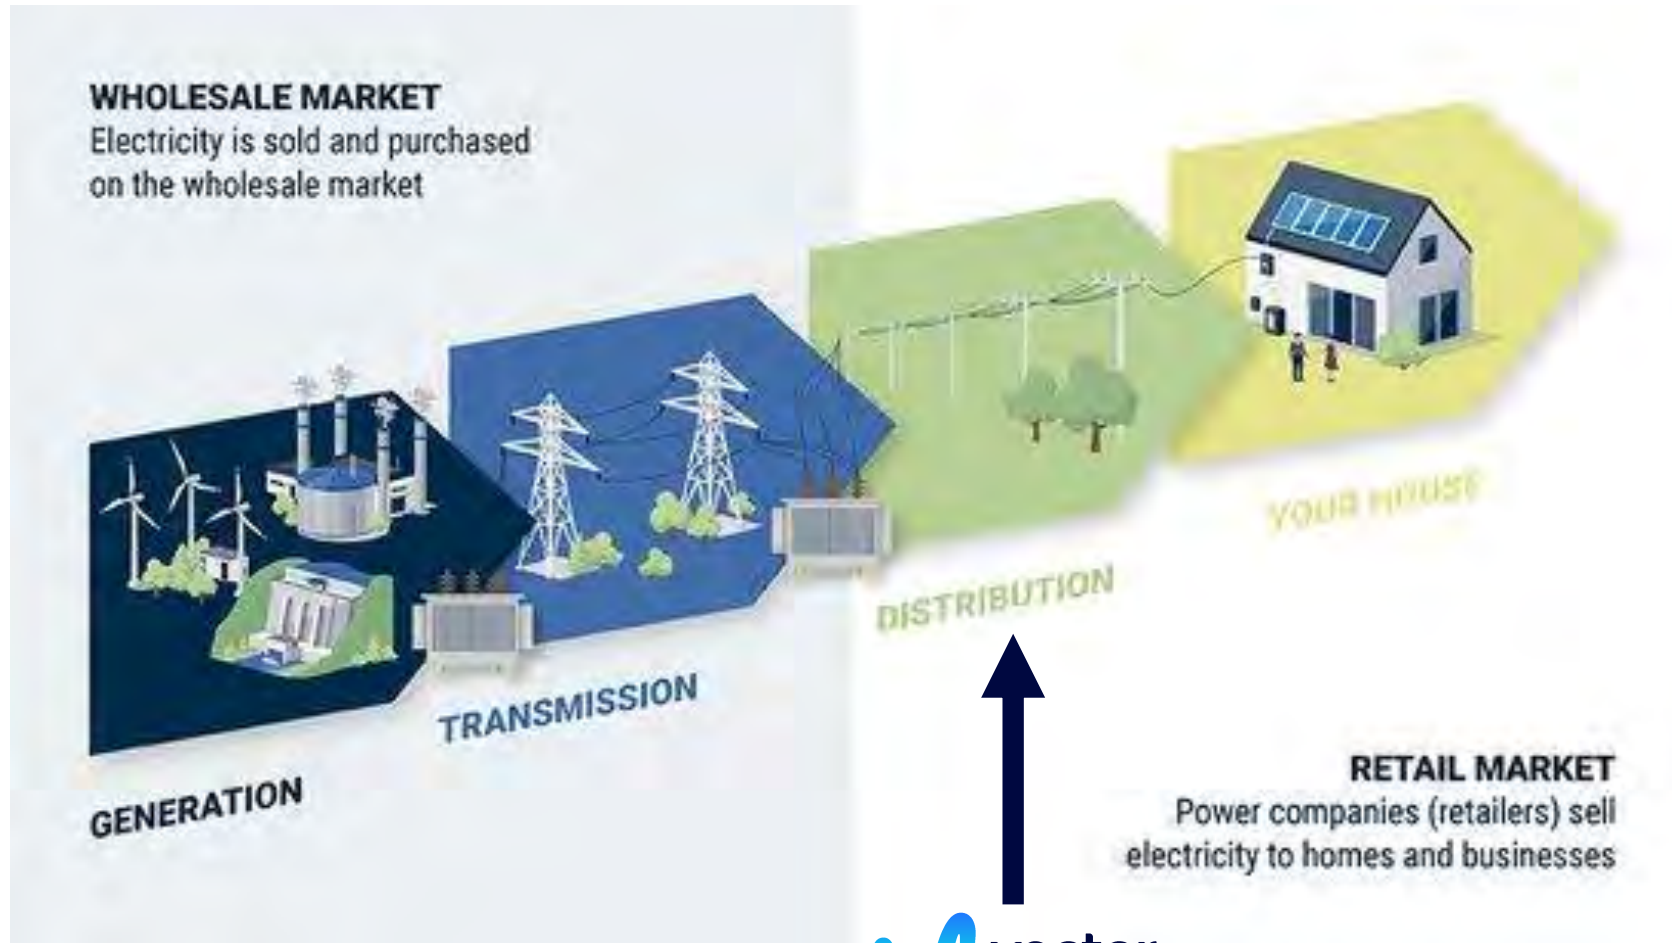 WHOLESALE MARKET
Electricity is sold and purchased
on the wholesale market
GENERATION
TRANSMISSION
DISTRIBUTION
YOUR HOUSE
RETAIL MARKET
Power companies (retailers) sell
electricity to homes and businesses
vector